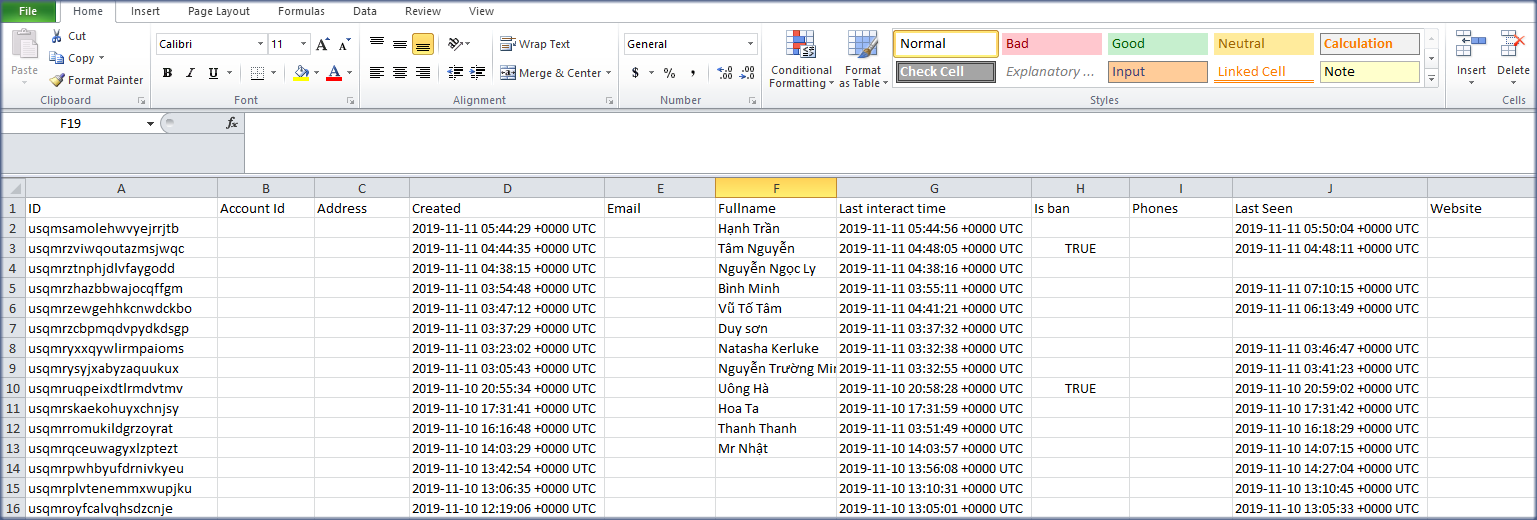 File Home Insert Page Layout Formulas Data Review View
Paste Cut Copy Format Painter
Calibri 11 A A
B I U A
Wrap Text
Merge & Center
General
$ % , .00 .0
Conditional Formatting
Format as Table
Normal Bad Good Neutral Calculation
Check Cell Explanatory ... Input Linked Cell Note
Insert Delete
Clipboard Font Alignment Number Styles Cells
F19 fx
A B C D E F G H I J
1 ID Account Id Address Created Email Fullname Last interact time Is ban Phones Last Seen Website
2 usqmsamolehwvyejrrjtb 2019-11-11 05:44:29 +0000 UTC Hạnh Trần 2019-11-11 05:44:56 +0000 UTC 2019-11-11 05:50:04 +0000 UTC
3 usqmrzviwqoutazmsjwqc 2019-11-11 04:44:35 +0000 UTC Tâm Nguyễn 2019-11-11 04:48:05 +0000 UTC TRUE 2019-11-11 04:48:11 +0000 UTC
4 usqmrztnphjdlvfaygodd 2019-11-11 04:38:15 +0000 UTC Nguyễn Ngọc Ly 2019-11-11 04:38:16 +0000 UTC
5 usqmrzhazbbwajocqffgm 2019-11-11 03:54:48 +0000 UTC Bình Minh 2019-11-11 03:55:11 +0000 UTC 2019-11-11 07:10:15 +0000 UTC
6 usqmrzewgehhkcnwdckbo 2019-11-11 03:47:12 +0000 UTC Vũ Tố Tâm 2019-11-11 04:41:21 +0000 UTC 2019-11-11 06:13:49 +0000 UTC
7 usqmrzcbpmqdvpydkdsgp 2019-11-11 03:37:29 +0000 UTC Duy sơn 2019-11-11 03:37:32 +0000 UTC
8 usqmryxxqywlirmpaioms 2019-11-11 03:23:02 +0000 UTC Natasha Kerluke 2019-11-11 03:32:38 +0000 UTC 2019-11-11 03:46:47 +0000 UTC
9 usqmrysyjxabyzaquukux 2019-11-11 03:05:43 +0000 UTC Nguyễn Trường Mir 2019-11-11 03:32:55 +0000 UTC 2019-11-11 03:41:23 +0000 UTC
10 usqmruqpeixdtlrmdvtmv 2019-11-10 20:55:34 +0000 UTC Uông Hà 2019-11-10 20:58:28 +0000 UTC TRUE 2019-11-10 20:59:02 +0000 UTC
11 usqmrskaekohuyxchnjsy 2019-11-10 17:31:41 +0000 UTC Hoa Ta 2019-11-10 17:31:59 +0000 UTC 2019-11-10 17:31:42 +0000 UTC
12 usqmrromukildgrzoyrat 2019-11-10 16:16:48 +0000 UTC Thanh Thanh 2019-11-11 03:51:49 +0000 UTC 2019-11-10 16:18:29 +0000 UTC
13 usqmrqceuwagyxlzptezt 2019-11-10 14:03:29 +0000 UTC Mr Nhật 2019-11-10 14:03:57 +0000 UTC 2019-11-10 14:07:15 +0000 UTC
14 usqmrpwhbyufdrnivkyeu 2019-11-10 13:42:54 +0000 UTC 2019-11-10 13:56:08 +0000 UTC 2019-11-10 14:27:04 +0000 UTC
15 usqmrplvtenemmxwupjku 2019-11-10 13:06:35 +0000 UTC 2019-11-10 13:10:31 +0000 UTC 2019-11-10 13:10:45 +0000 UTC
16 usqmroyfcalvqhsdzcnje 2019-11-10 12:19:06 +0000 UTC 2019-11-10 13:05:01 +0000 UTC 2019-11-10 13:05:33 +0000 UTC